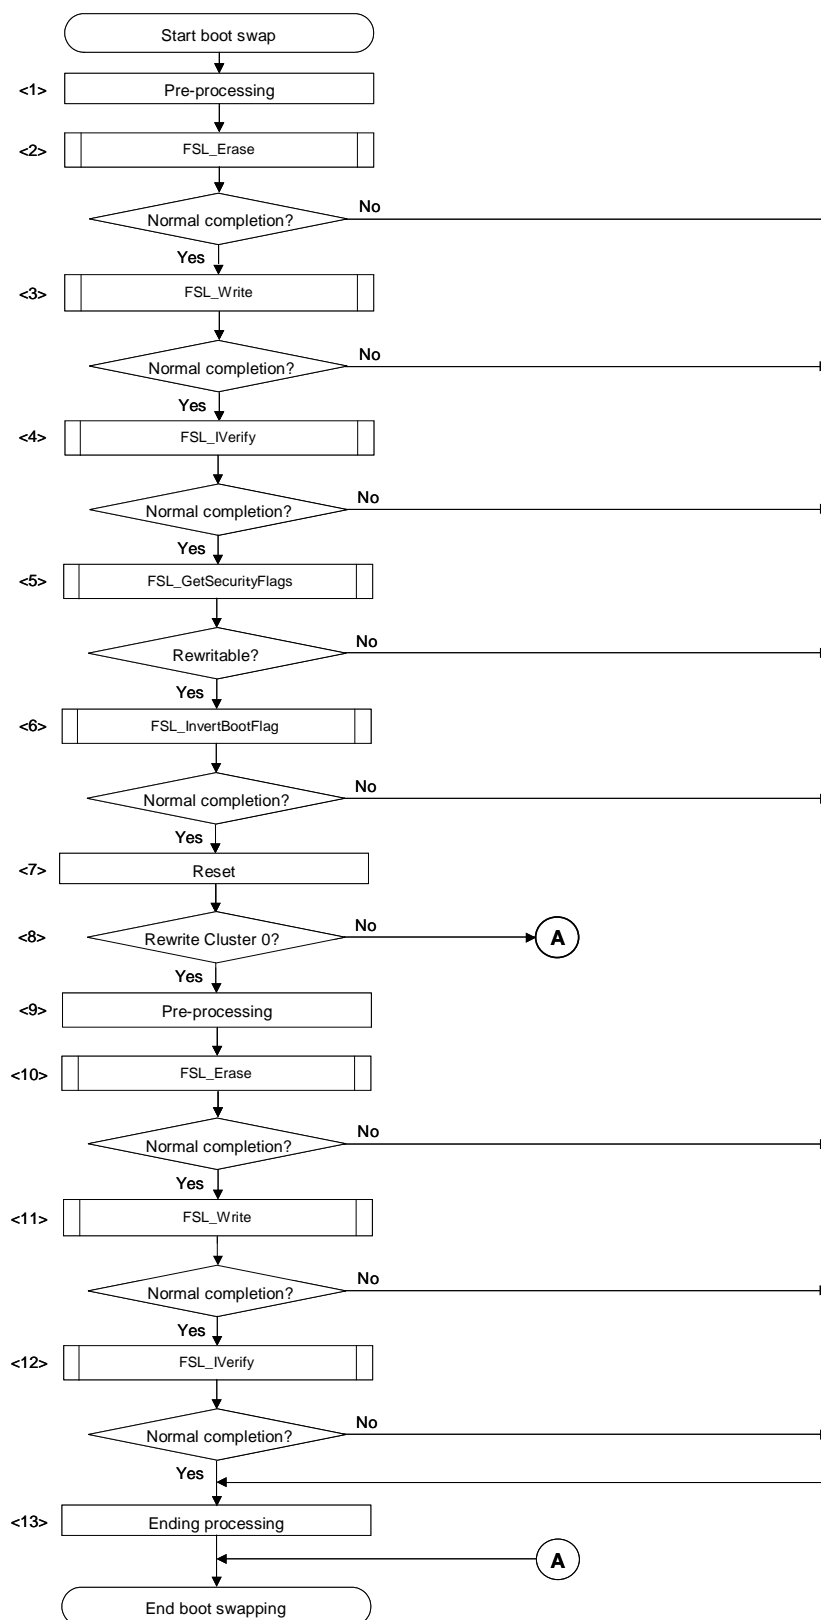 Start boot swap
<1> Pre-processing
<2> FSL_Erase
Normal completion? No
Yes
<3> FSL_Write
Normal completion? No
Yes
<4> FSL_IVerify
Normal completion? No
Yes
<5> FSL_GetSecurityFlags
Rewritable? No
Yes
<6> FSL_InvertBootFlag
Normal completion? No
Yes
<7> Reset
<8> Rewrite Cluster 0? No A
Yes
<9> Pre-processing
<10> FSL_Erase
Normal completion? No
Yes
<11> FSL_Write
Normal completion? No
Yes
<12> FSL_IVerify
Normal completion? No
Yes
<13> Ending processing
A
End boot swapping